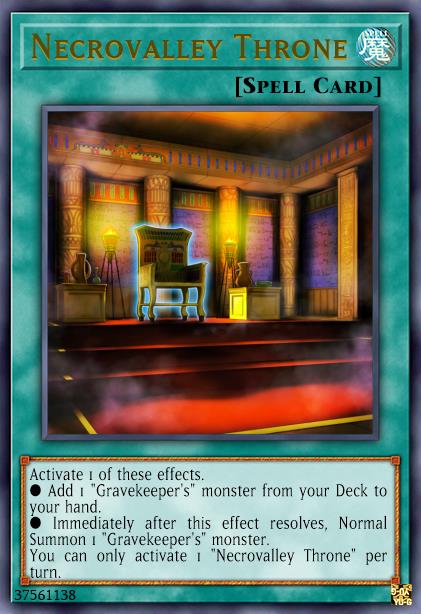 Necrovalley Throne 魔
[Spell Card]
Activate 1 of these effects.
● Add 1 "Gravekeeper's" monster from your Deck to
your hand.
● Immediately after this effect resolves, Normal
Summon 1 "Gravekeeper's" monster.
You can only activate 1 "Necrovalley Throne" per
turn.
37561138